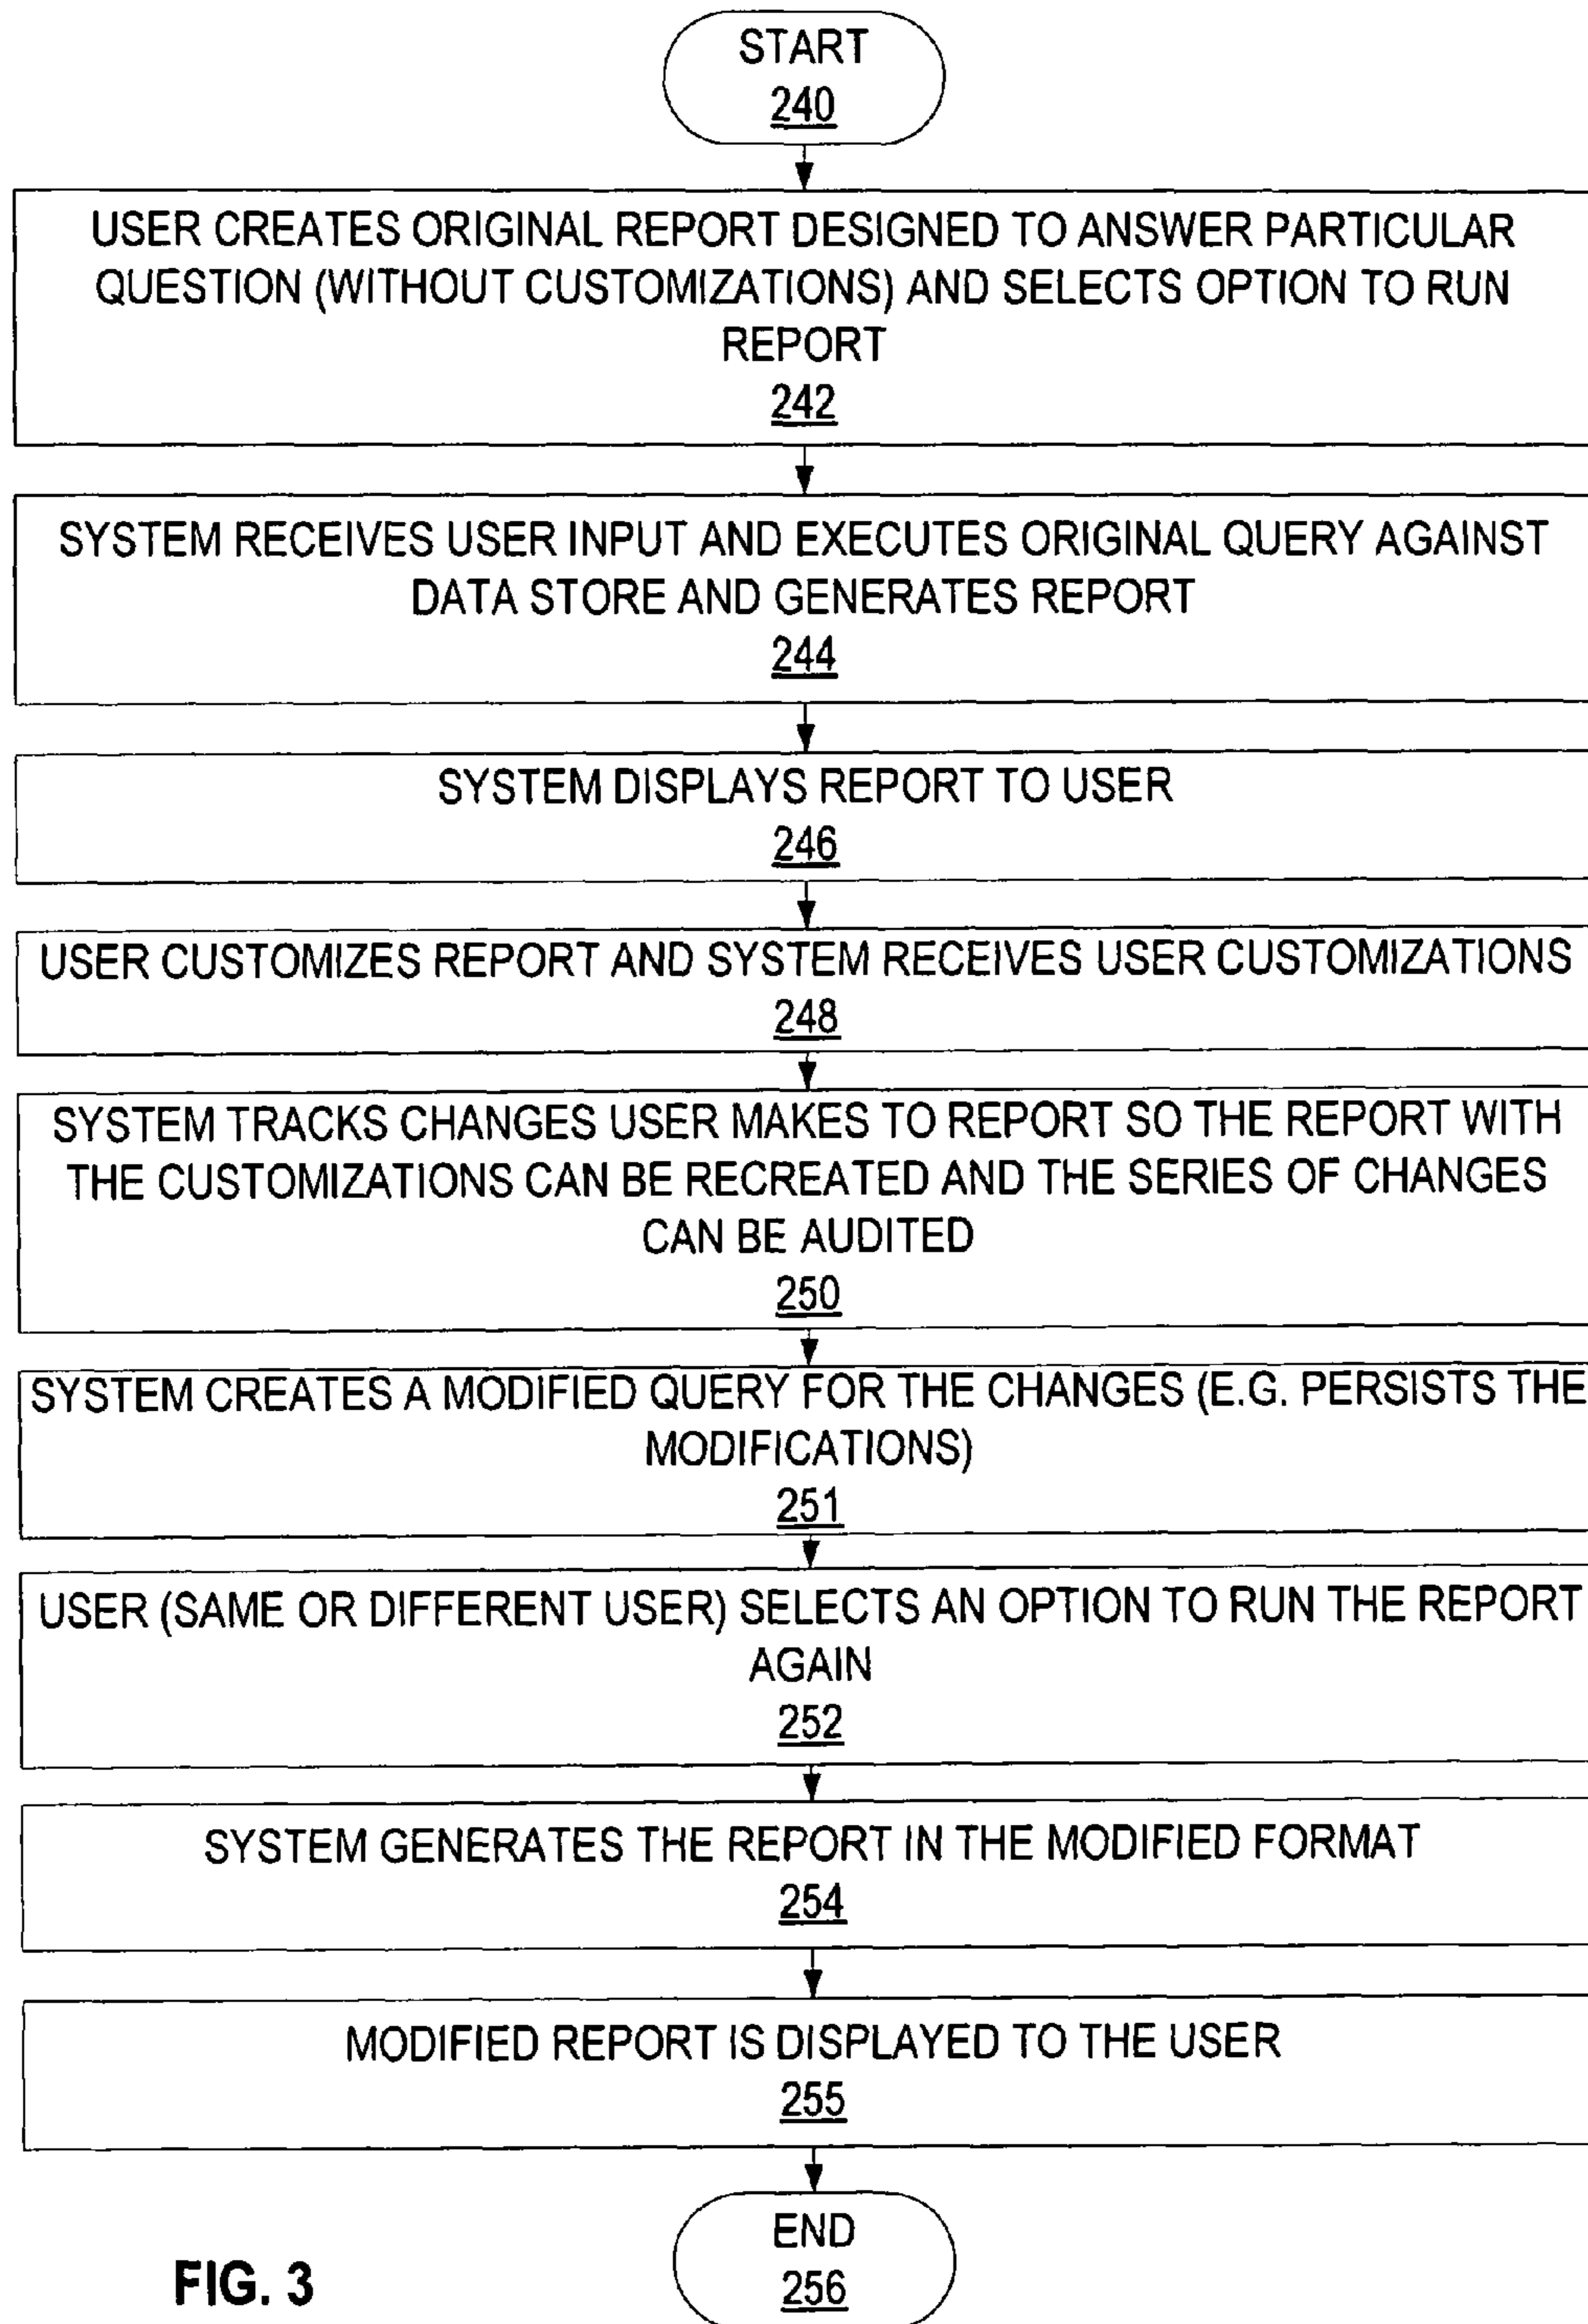 START
240
USER CREATES ORIGINAL REPORT DESIGNED TO ANSWER PARTICULAR
QUESTION (WITHOUT CUSTOMIZATIONS) AND SELECTS OPTION TO RUN
REPORT
242
SYSTEM RECEIVES USER INPUT AND EXECUTES ORIGINAL QUERY AGAINST
DATA STORE AND GENERATES REPORT
244
SYSTEM DISPLAYS REPORT TO USER
246
USER CUSTOMIZES REPORT AND SYSTEM RECEIVES USER CUSTOMIZATIONS
248
SYSTEM TRACKS CHANGES USER MAKES TO REPORT SO THE REPORT WITH
THE CUSTOMIZATIONS CAN BE RECREATED AND THE SERIES OF CHANGES
CAN BE AUDITED
250
SYSTEM CREATES A MODIFIED QUERY FOR THE CHANGES (E.G. PERSISTS THE
MODIFICATIONS)
251
USER (SAME OR DIFFERENT USER) SELECTS AN OPTION TO RUN THE REPORT
AGAIN
252
SYSTEM GENERATES THE REPORT IN THE MODIFIED FORMAT
254
MODIFIED REPORT IS DISPLAYED TO THE USER
255
END
256
FIG. 3